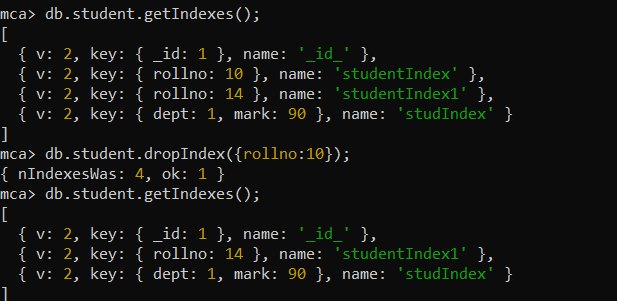 mca> db.student.getIndexes();
[
  { v: 2, key: { _id: 1 }, name: '_id_' },
  { v: 2, key: { rollno: 10 }, name: 'studentIndex' },
  { v: 2, key: { rollno: 14 }, name: 'studentIndex1' },
  { v: 2, key: { dept: 1, mark: 90 }, name: 'studIndex' }
]
mca> db.student.dropIndex({rollno:10});
{ nIndexesWas: 4, ok: 1 }
mca> db.student.getIndexes();
[
  { v: 2, key: { _id: 1 }, name: '_id_' },
  { v: 2, key: { rollno: 14 }, name: 'studentIndex1' },
  { v: 2, key: { dept: 1, mark: 90 }, name: 'studIndex' }
]